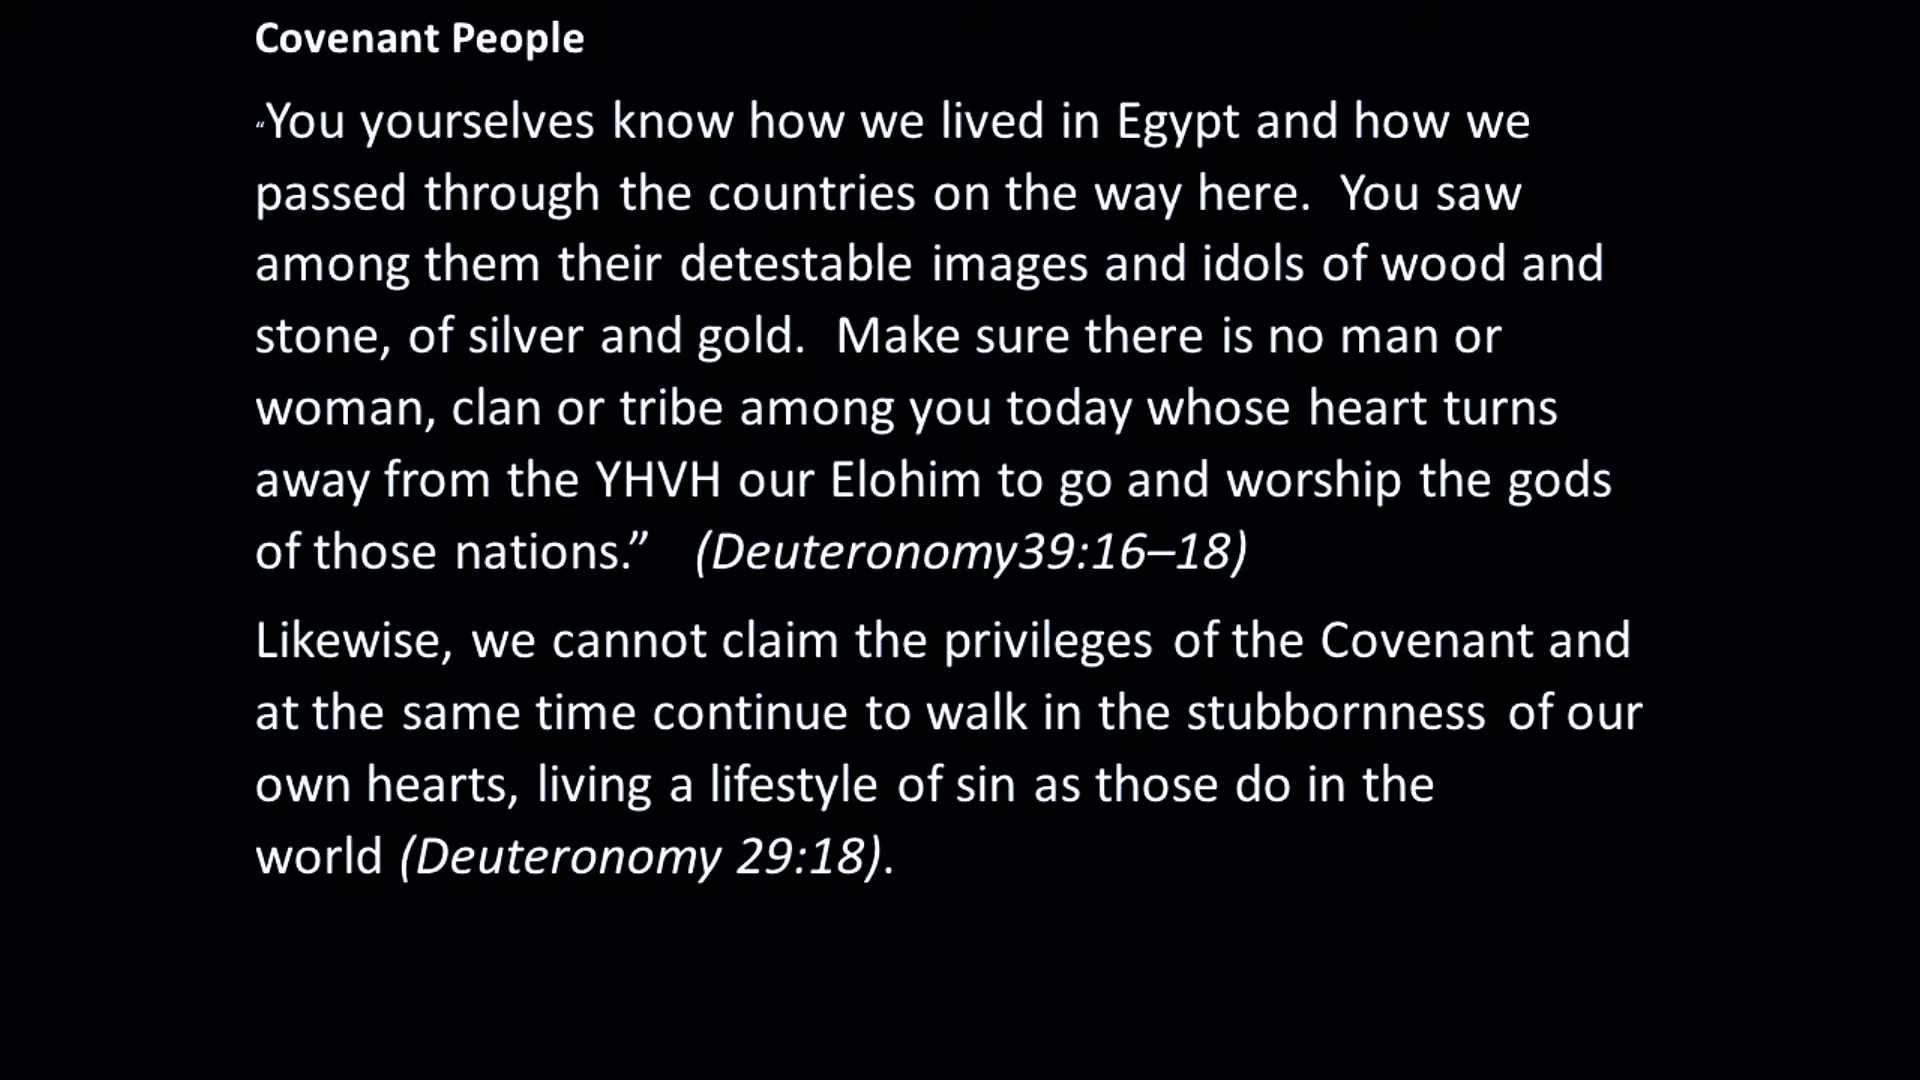 Covenant People
“You yourselves know how we lived in Egypt and how we
passed through the countries on the way here.  You saw
among them their detestable images and idols of wood and
stone, of silver and gold.  Make sure there is no man or
woman, clan or tribe among you today whose heart turns
away from the YHVH our Elohim to go and worship the gods
of those nations.”   (Deuteronomy39:16–18)
Likewise, we cannot claim the privileges of the Covenant and
at the same time continue to walk in the stubbornness of our
own hearts, living a lifestyle of sin as those do in the
world (Deuteronomy 29:18).